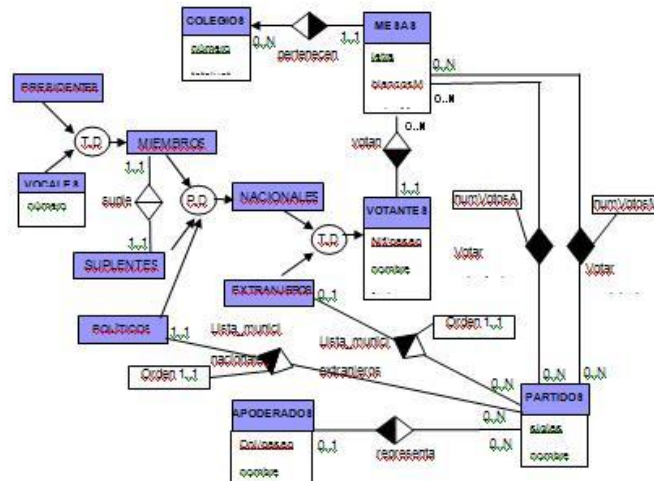 COLEGIOS
número
0..N
pertenecen
1..1
MESAS
letra
blancosM
0..N
0..N
0..N
votan
1..1
PRESIDENTES
T.D
VOCALES
número
MIEMBROS
1..1
suple
1..1
SUPLENTES
P.D
NACIONALES
T.D
VOTANTES
nombre
EXTRANJEROS
0..1
POLÍTICOS
1..1
Lista_munici
nacionales
Orden 1..1
Lista_munici
extranjeros
Orden 1..1
numVotosA
Votar
numVotosM
Votar
0..N
0..N
0..N
0..N
0..N
PARTIDOS
siglas
nombre
APODERADOS
nombre
0..1
representa